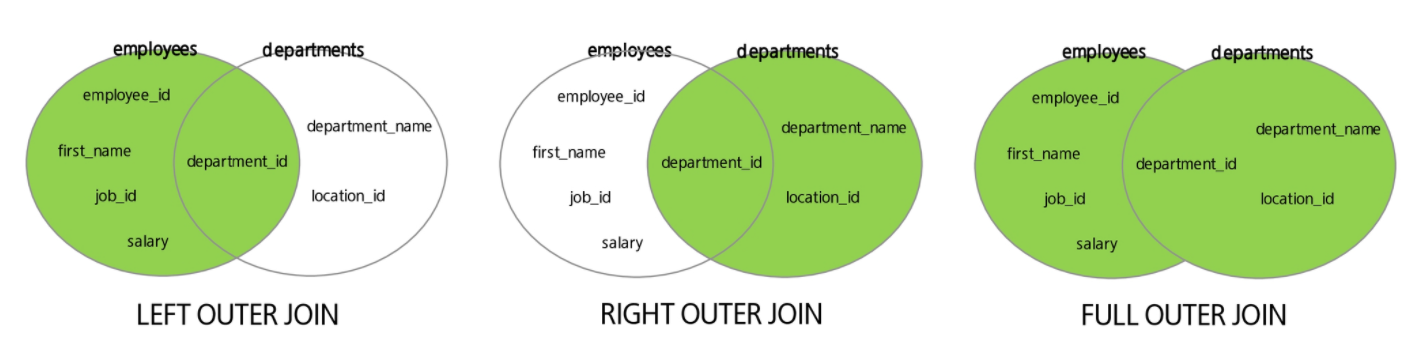 employees departments
employee_id
department_name
first_name
department_id
job_id
location_id
salary
LEFT OUTER JOIN
employees departments
employee_id
department_name
first_name
department_id
job_id
location_id
salary
RIGHT OUTER JOIN
employees departments
employee_id
department_name
first_name
department_id
job_id
location_id
salary
FULL OUTER JOIN